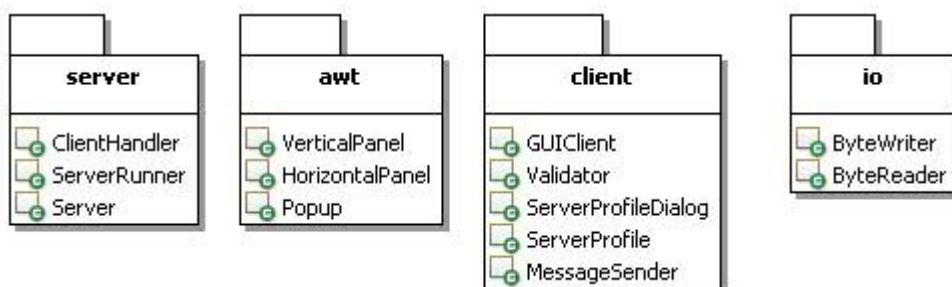 server
ClientHandler
ServerRunner
Server
awt
VerticalPanel
HorizontalPanel
Popup
client
GUIClient
Validator
ServerProfileDialog
ServerProfile
MessageSender
io
ByteWriter
ByteReader